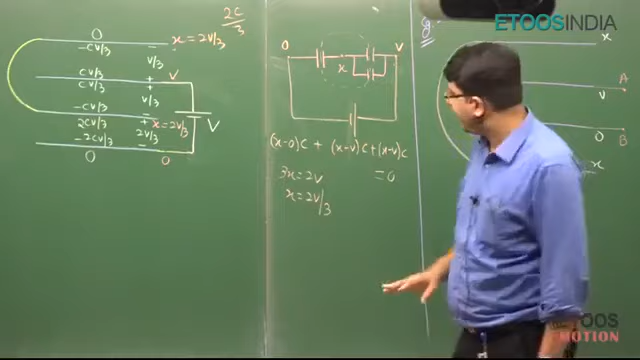 2C/3
0
-CV/3
-
x = 2V/3
V/3
CV/3
+
V
CV/3
+
V/3
-CV/3
-
2CV/3
+
x = 2V/3
2V/3
V
-2CV/3
-
0
0
0
x
V
(x-0)C + (x-V)C + (x-V)C
3x = 2V
= 0
x = 2V/3
x
A
V
0
B
x
ETOOSINDIA
MOTION